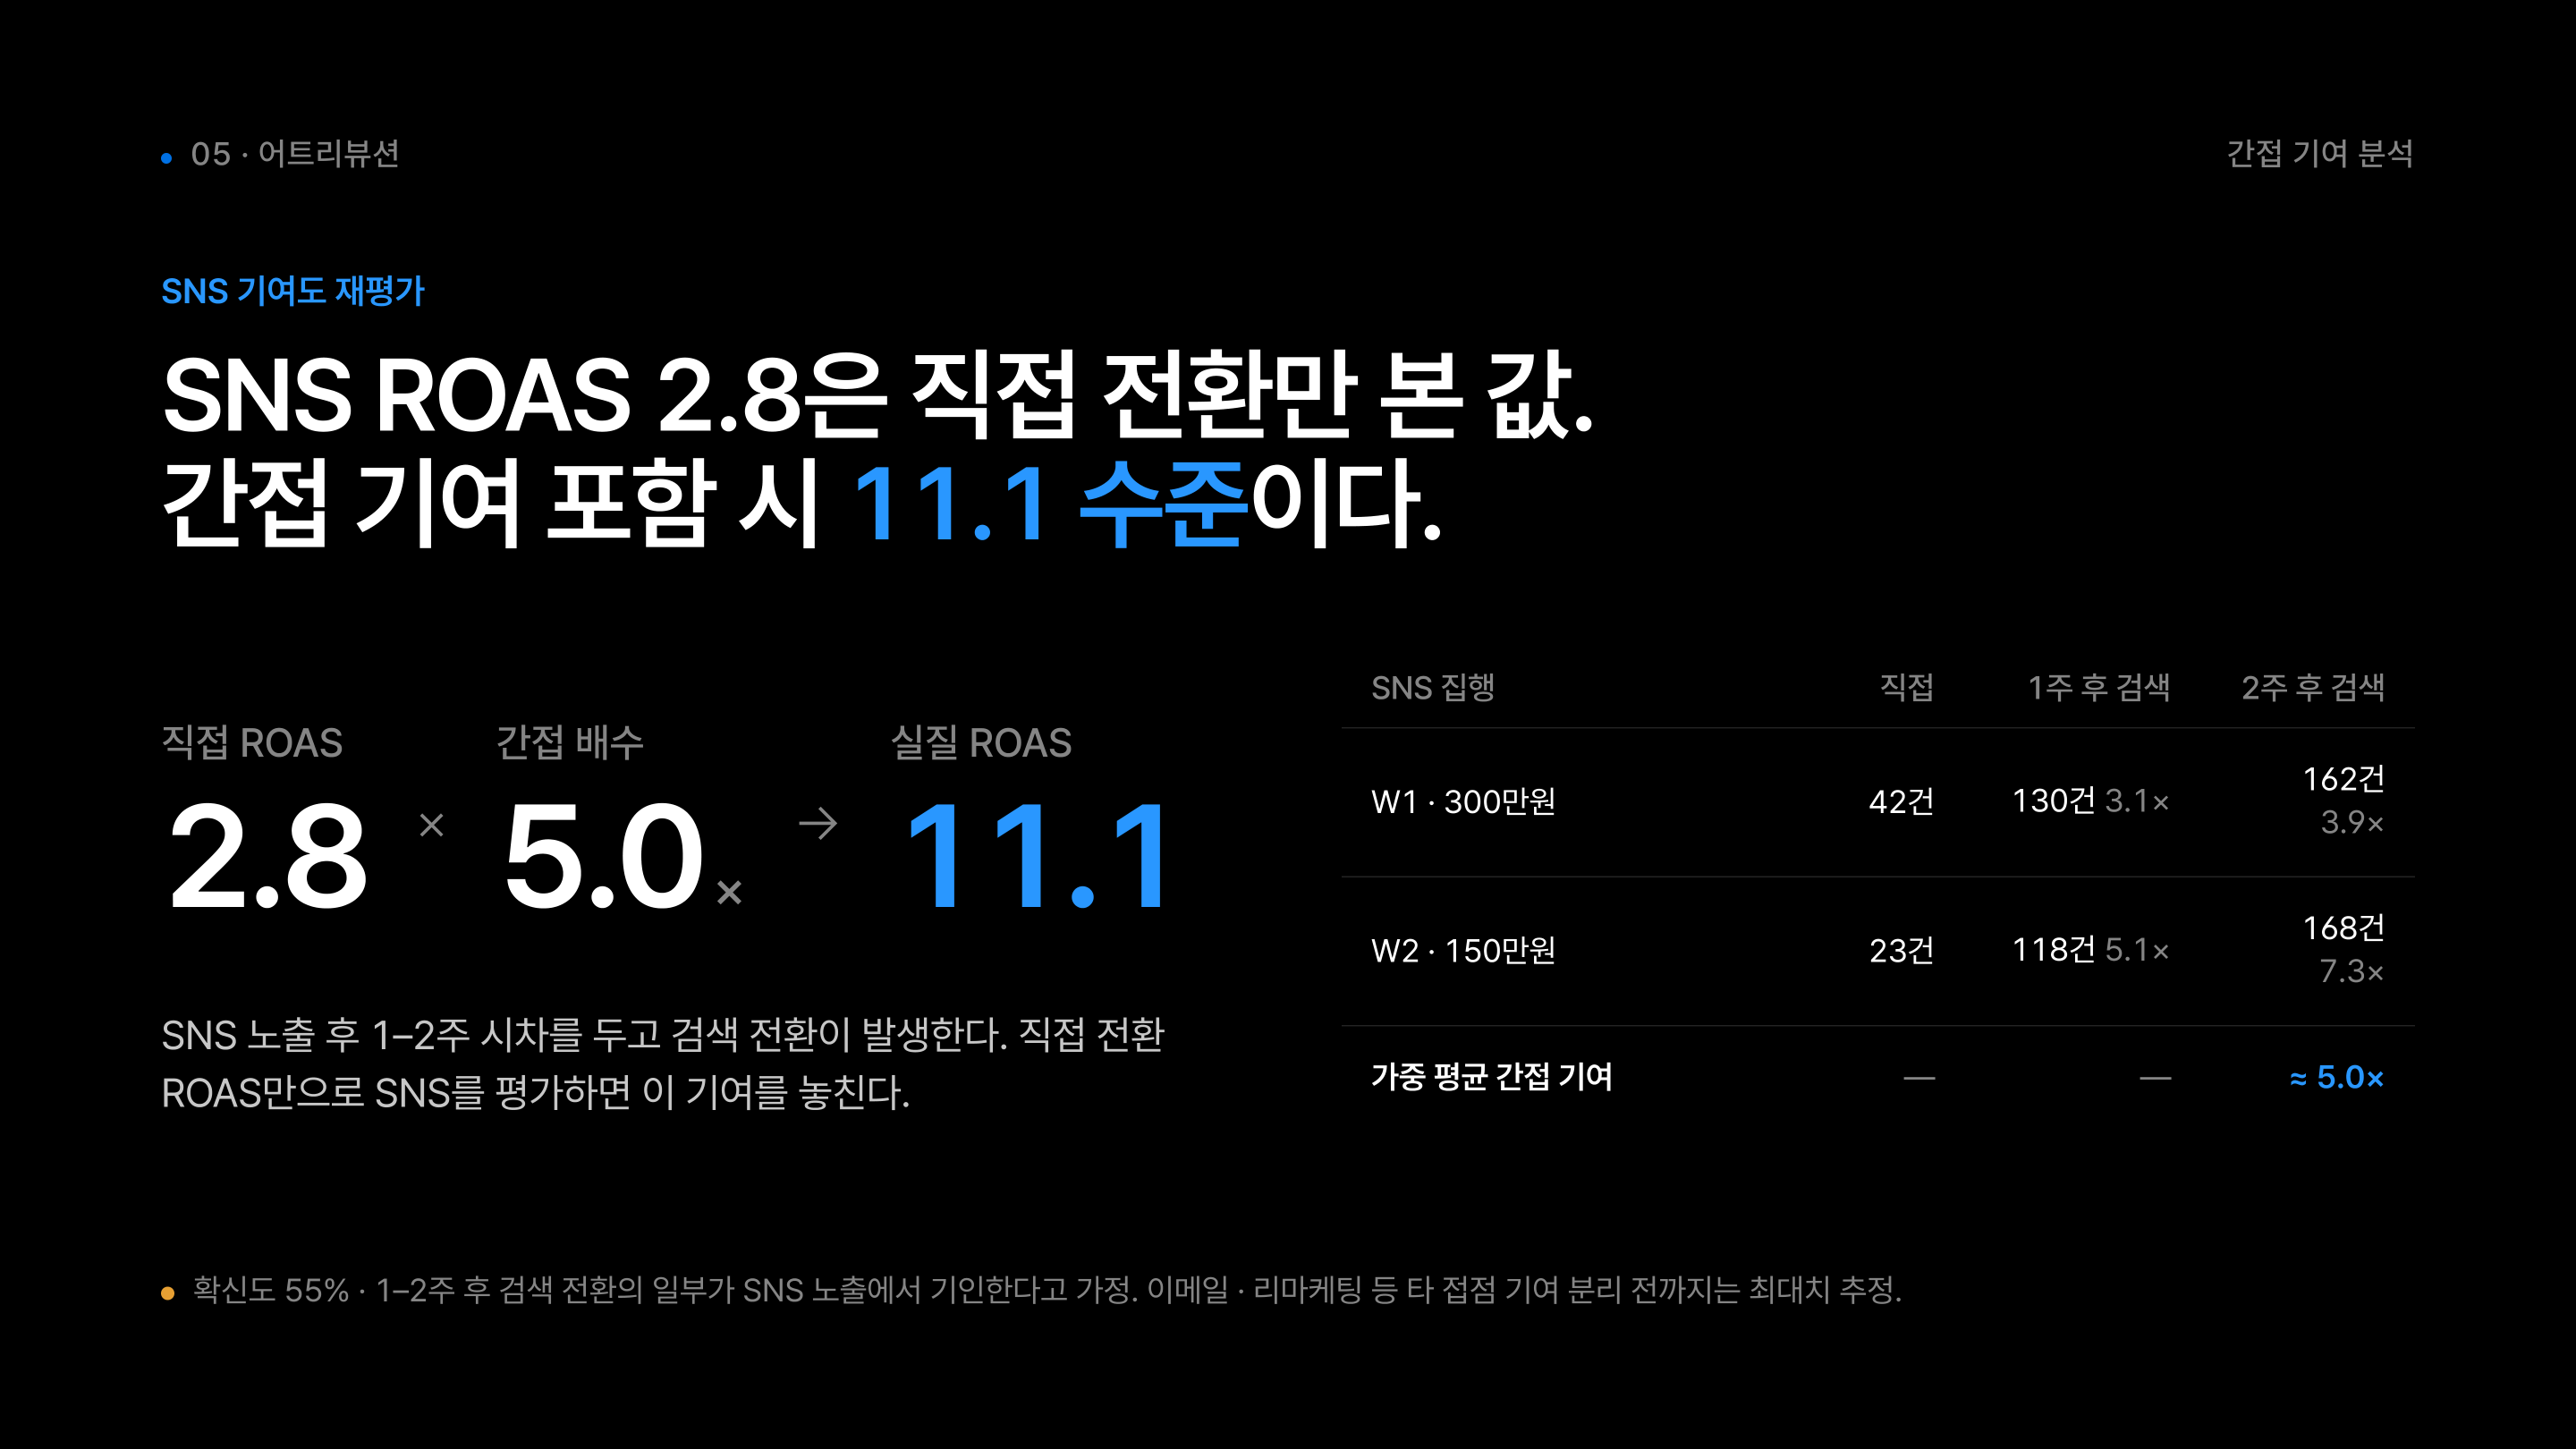 05 · 어트리뷰션
간접 기여 분석
SNS 기여도 재평가
SNS ROAS 2.8은 직접 전환만 본 값.
간접 기여 포함 시 11.1 수준이다.
직접 ROAS
2.8
×
간접 배수
5.0×
→
실질 ROAS
11.1
SNS 노출 후 1–2주 시차를 두고 검색 전환이 발생한다. 직접 전환
ROAS만으로 SNS를 평가하면 이 기여를 놓친다.
SNS 집행 직접 1주 후 검색 2주 후 검색
W1 · 300만원 42건 130건 3.1× 162건
3.9×
W2 · 150만원 23건 118건 5.1× 168건
7.3×
가중 평균 간접 기여 — — ≈ 5.0×
확신도 55% · 1–2주 후 검색 전환의 일부가 SNS 노출에서 기인한다고 가정. 이메일 · 리마케팅 등 타 접점 기여 분리 전까지는 최대치 추정.